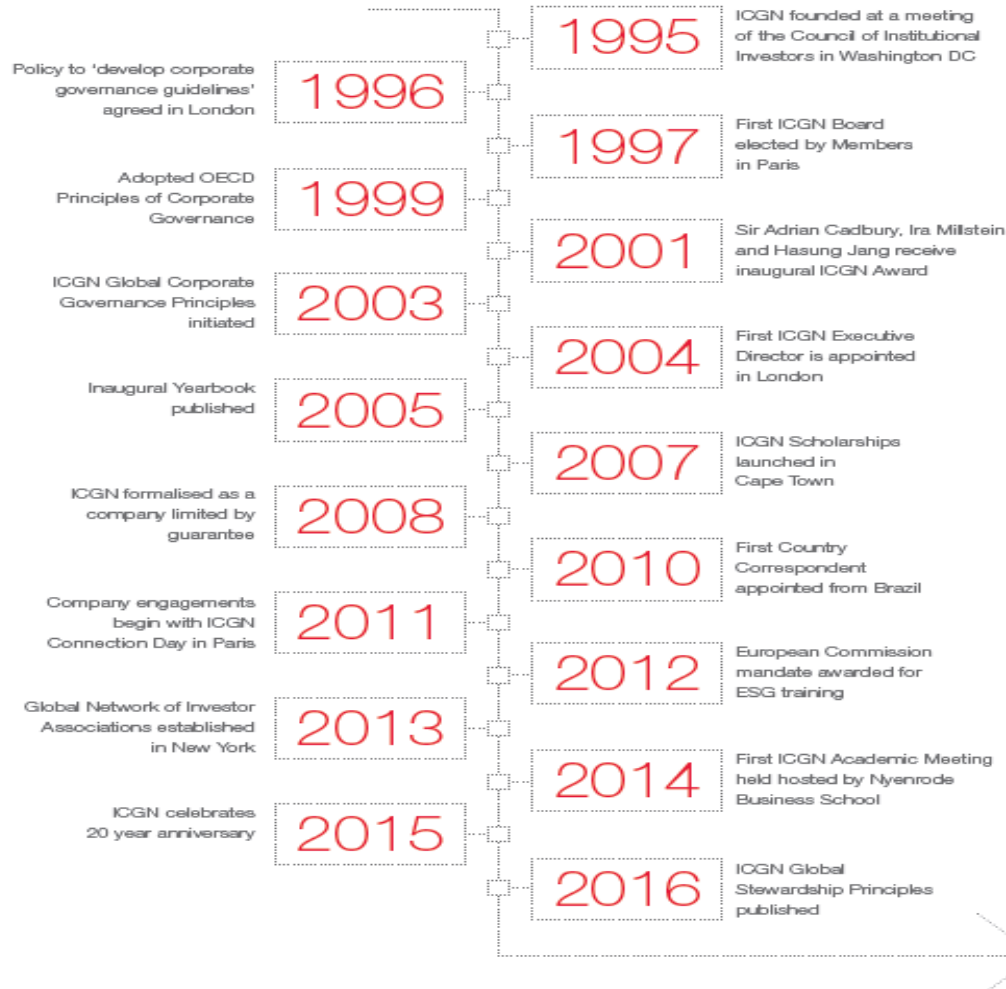 1995
ICGN founded at a meeting
of the Council of Institutional
Investors in Washington DC
Policy to 'develop corporate
governance guidelines'
agreed in London
1996
1997
First ICGN Board
elected by Members
in Paris
Adopted OECD
Principles of Corporate
Governance
1999
2001
Sir Adrian Cadbury, Ira Millstein
and Hasung Jang receive
inaugural ICGN Award
ICGN Global Corporate
Governance Principles
initiated
2003
2004
First ICGN Executive
Director is appointed
in London
Inaugural Yearbook
published
2005
2007
ICGN Scholarships
launched in
Cape Town
ICGN formalised as a
company limited by
guarantee
2008
2010
First Country
Correspondent
appointed from Brazil
Company engagements
begin with ICGN
Connection Day in Paris
2011
2012
European Commission
mandate awarded for
ESG training
Global Network of Investor
Associations established
in New York
2013
2014
First ICGN Academic Meeting
held hosted by Nyenrode
Business School
ICGN celebrates
20 year anniversary
2015
2016
ICGN Global
Stewardship Principles
published